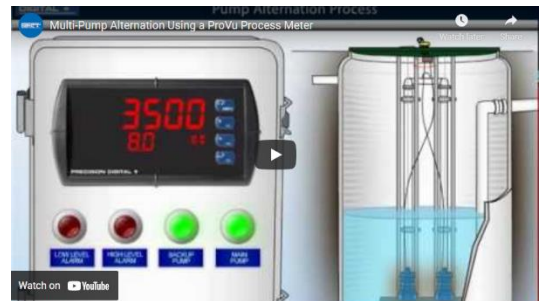 DIGITAL
Pump Alternation Process
Multi-Pump Alternation Using a ProVu Process Meter
Watch later
Share
3500
8.0
PRECISION DIGITAL
LOW LEVEL
ALARM
HIGH LEVEL
ALARM
BACKUP
PUMP
MAIN
PUMP
Watch on YouTube